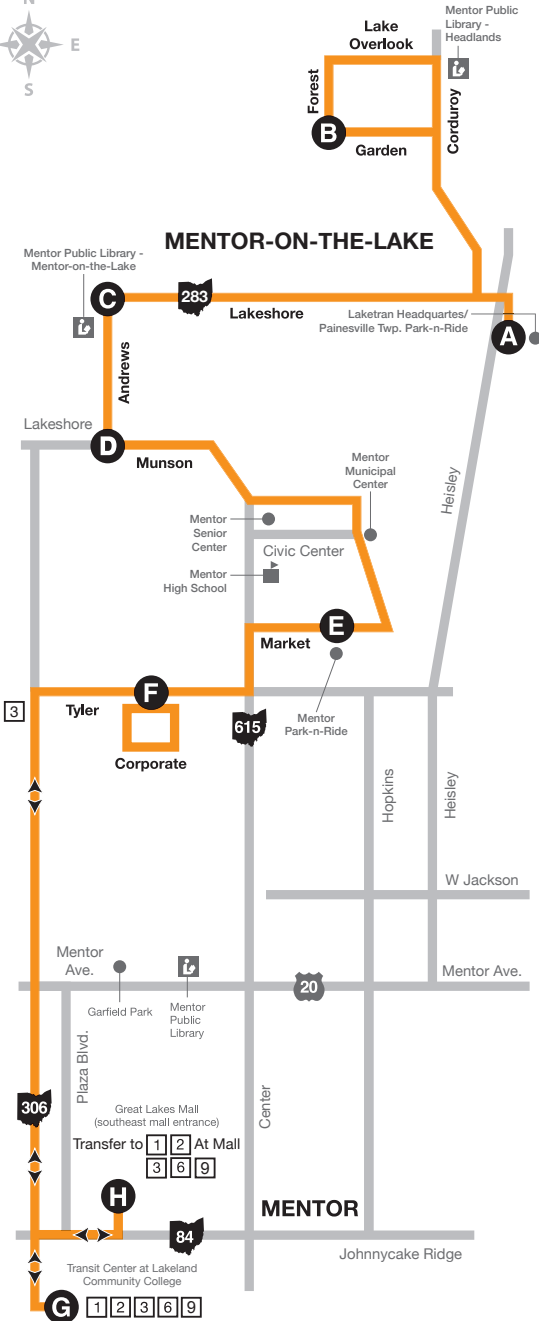 N
E
S
Mentor Public
Library -
Headlands
Lake
Overlook
Forest
Corduroy
B
Garden
MENTOR-ON-THE-LAKE
Mentor Public Library -
Mentor-on-the-Lake
C
283
Lakeshore
Laketran Headquartes/
Painesville Twp. Park-n-Ride
A
Andrews
Lakeshore
D
Munson
Mentor
Municipal
Center
Heisley
Mentor
Senior
Center
Civic Center
Mentor
High School
E
Market
F
Tyler
3
Mentor
Park-n-Ride
615
Corporate
Hopkins
Heisley
W Jackson
Mentor
Ave.
Mentor Ave.
20
Garfield Park
Mentor
Public
Library
Plaza Blvd.
Center
306
Great Lakes Mall
(southeast mall entrance)
Transfer to 1 2 At Mall
3 6 9
H
MENTOR
84
Johnnycake Ridge
Transit Center at Lakeland
Community College
G 1 2 3 6 9